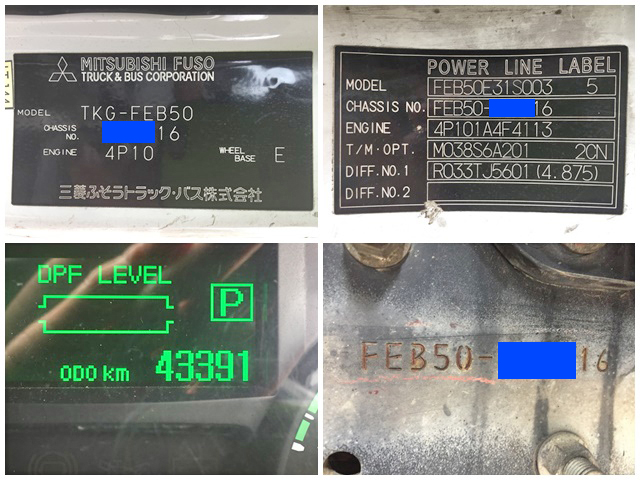 MITSUBISHI FUSO
TRUCK & BUS CORPORATION
MODEL TKG-FEB50
CHASSIS NO. 16
ENGINE 4P10 WHEEL BASE E
三菱ふそうトラック・バス株式会社
POWER LINE LABEL
MODEL FEB50E31S003 5
CHASSIS NO. FEB50- 16
ENGINE 4P101A4F4113
T/M・OPT. M038S6A201 2CN
DIFF.NO.1 R033TJ5601(4.875)
DIFF.NO.2
DPF LEVEL
P
ODO km 43391
FEB50- 16